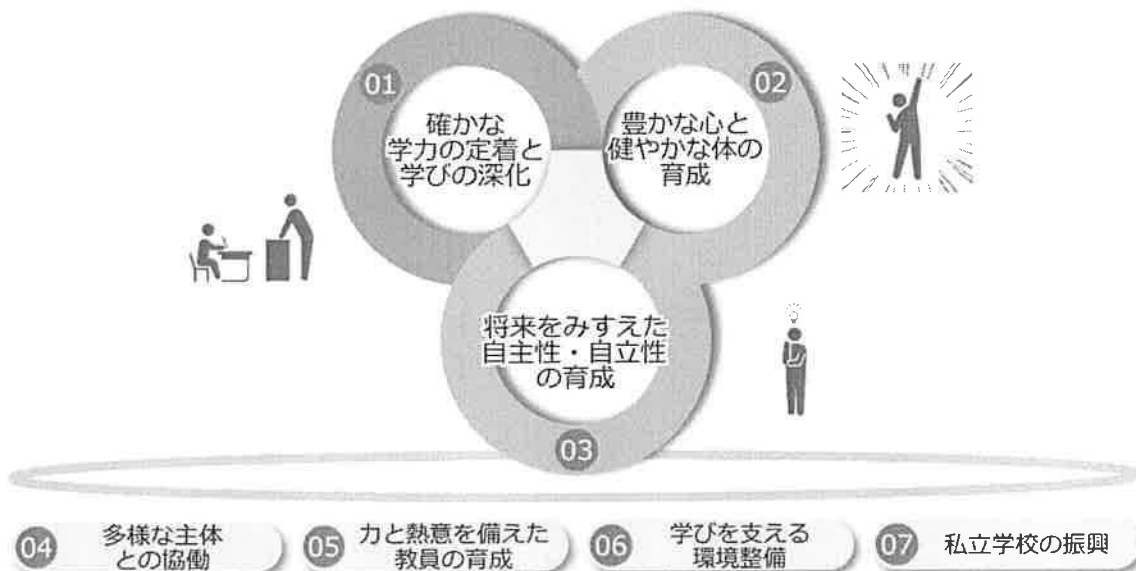 01
確かな
学力の定着と
学びの深化
02
豊かな心と
健やかな体の
育成
将来をみすえた
自主性・自立性
の育成
03
04
多様な主体
との協働
05
力と熱意を備えた
教員の育成
06
学びを支える
環境整備
07
私立学校の振興